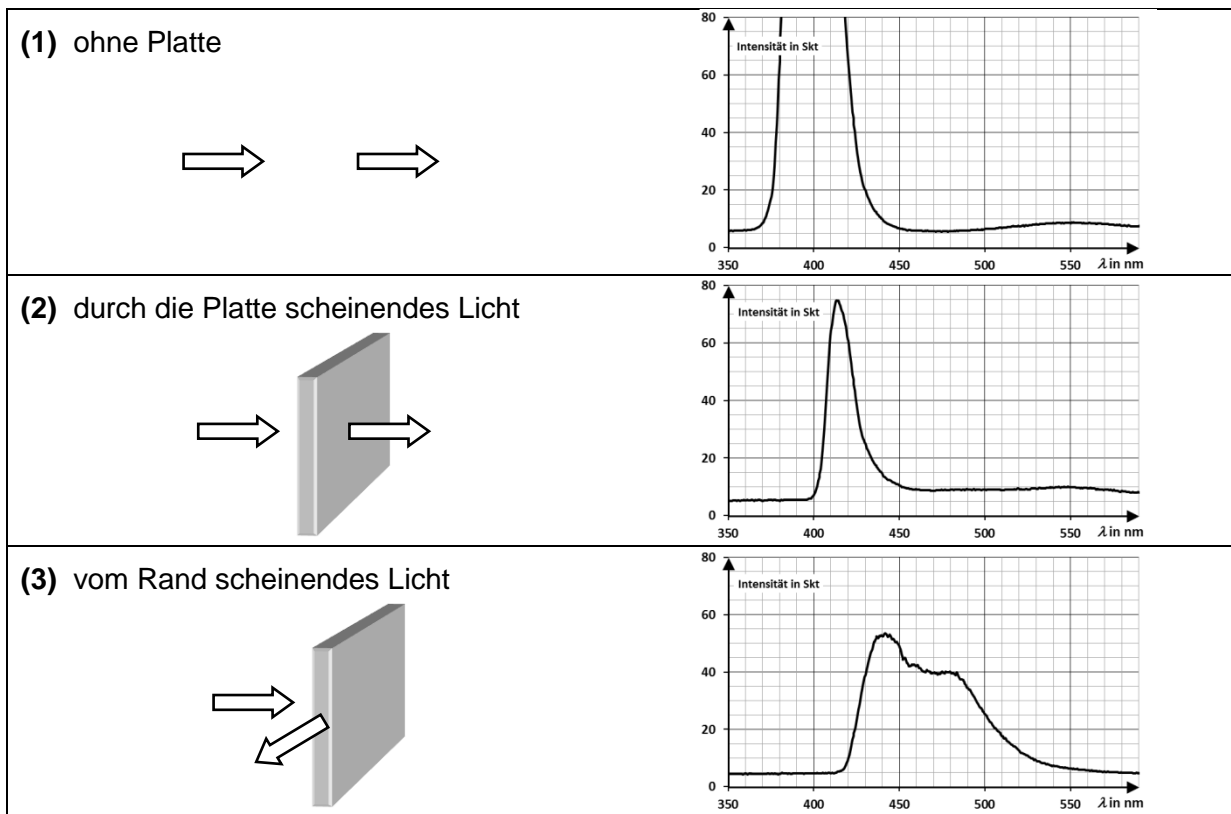 (1) ohne Platte
80
Intensität in Skt
60
40
20
0
350 400 450 500 550 λ in nm
(2) durch die Platte scheinendes Licht
80
Intensität in Skt
60
40
20
0
350 400 450 500 550 λ in nm
(3) vom Rand scheinendes Licht
80
Intensität in Skt
60
40
20
0
350 400 450 500 550 λ in nm